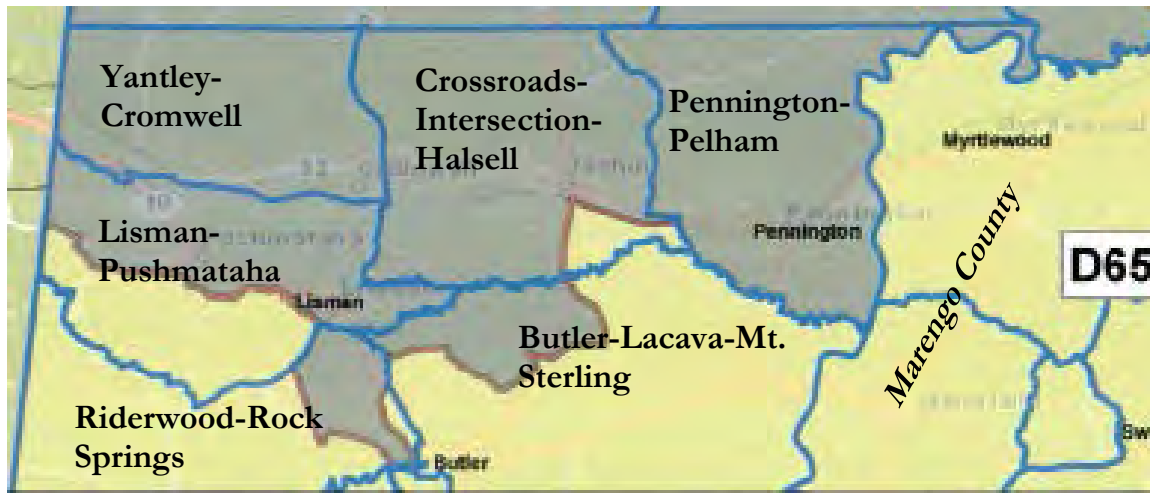 Yantley-
Cromwell
Crossroads-
Intersection-
Halsell
Pennington-
Pelham
Myrtlewood
Lisman-
Pushmataha
Pennington
Marengo County
D65
Lisman
Butler-Lacava-Mt.
Sterling
Riderwood-Rock
Springs
Butler
Sw